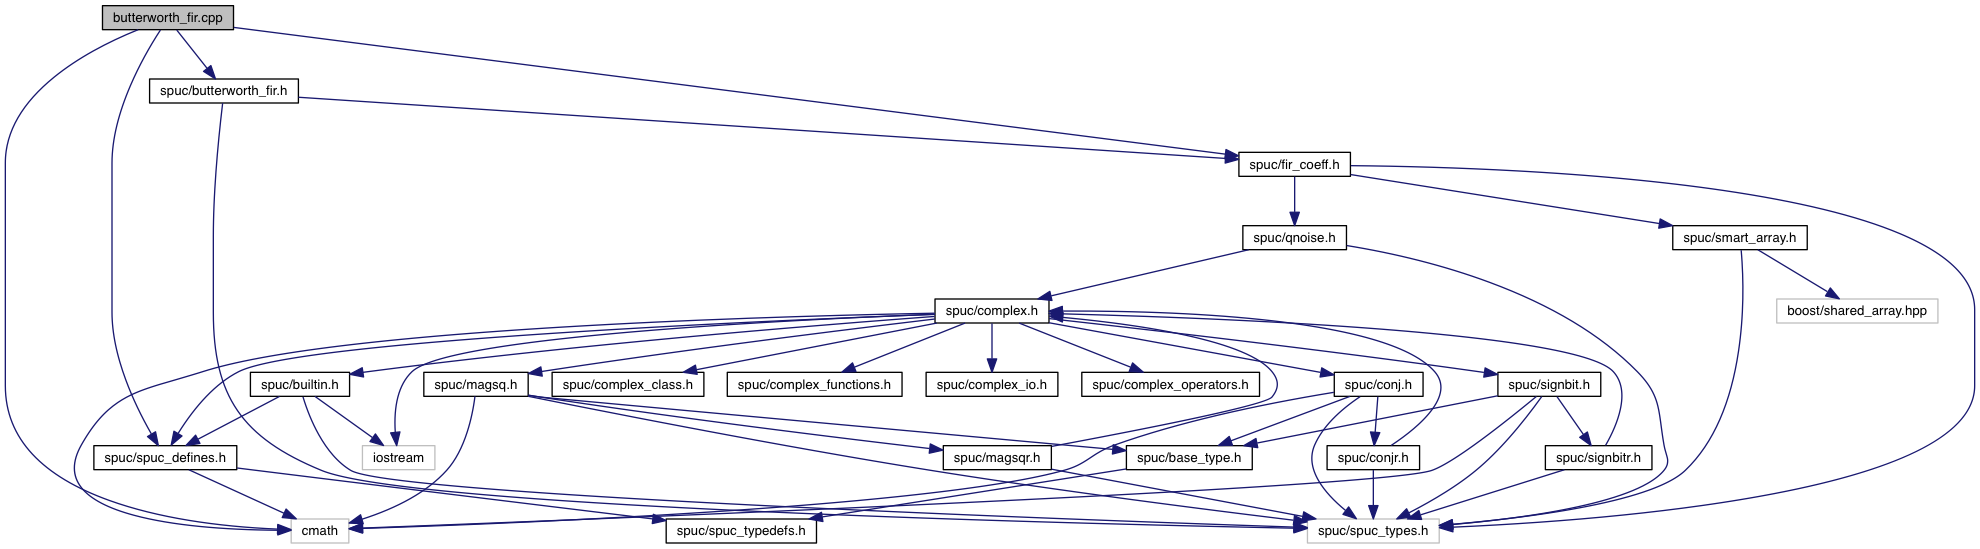 butterworth_fir.cpp
spuc/butterworth_fir.h
spuc/fir_coeff.h
spuc/qnoise.h
spuc/smart_array.h
spuc/complex.h
boost/shared_array.hpp
spuc/builtin.h
spuc/magsq.h
spuc/complex_class.h
spuc/complex_functions.h
spuc/complex_io.h
spuc/complex_operators.h
spuc/conj.h
spuc/signbit.h
spuc/spuc_defines.h
iostream
spuc/magsqr.h
spuc/base_type.h
spuc/conjr.h
spuc/signbitr.h
cmath
spuc/spuc_typedefs.h
spuc/spuc_types.h